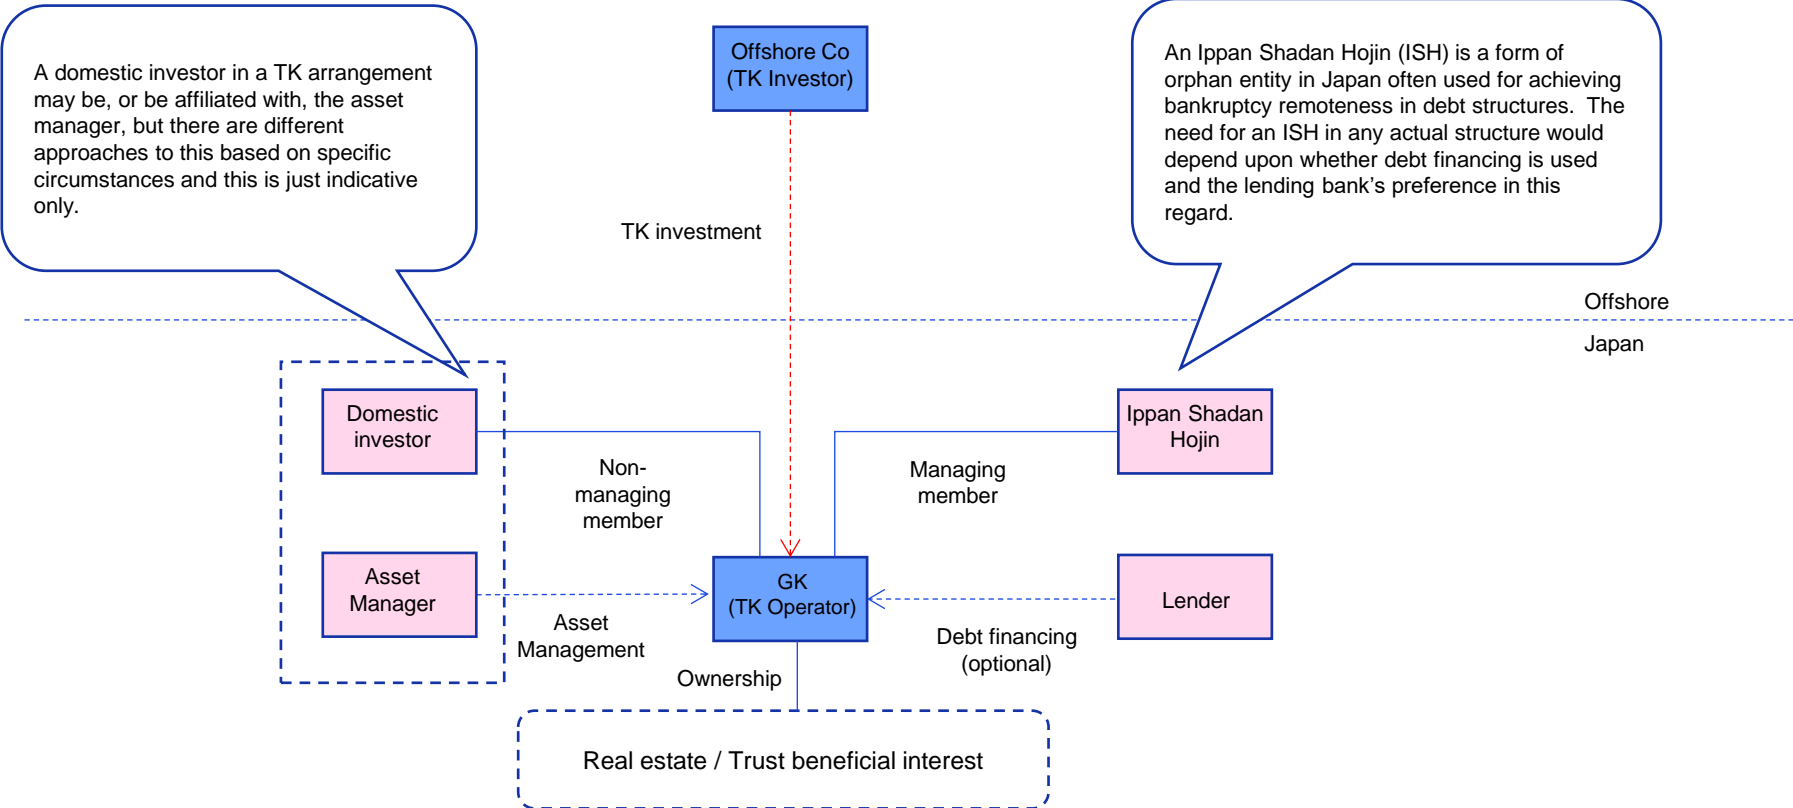 A domestic investor in a TK arrangement
may be, or be affiliated with, the asset
manager, but there are different
approaches to this based on specific
circumstances and this is just indicative
only.
Offshore Co
(TK Investor)
An Ippan Shadan Hojin (ISH) is a form of
orphan entity in Japan often used for achieving
bankruptcy remoteness in debt structures.  The
need for an ISH in any actual structure would
depend upon whether debt financing is used
and the lending bank’s preference in this
regard.
TK investment
Offshore
Japan
Domestic
investor
Non-
managing
member
Managing
member
Ippan Shadan
Hojin
Asset
Manager
Asset
Management
GK
(TK Operator)
Debt financing
(optional)
Lender
Ownership
Real estate / Trust beneficial interest